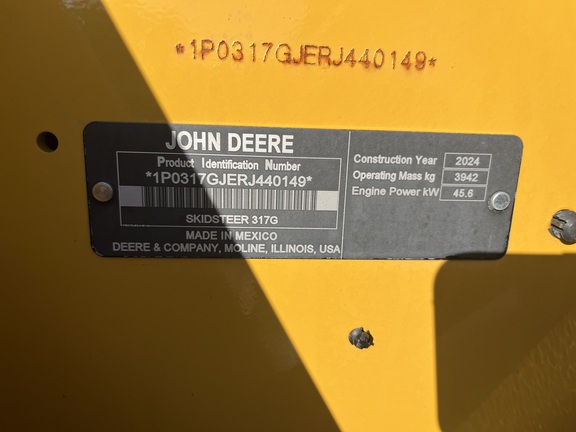 *1P0317GJERJ440149*
JOHN DEERE
Product Identification Number
*1P0317GJERJ440149*
SKIDSTEER 317G
MADE IN MEXICO
DEERE & COMPANY, MOLINE, ILLINOIS, USA
Construction Year 2024
Operating Mass kg 3942
Engine Power kW 45.6